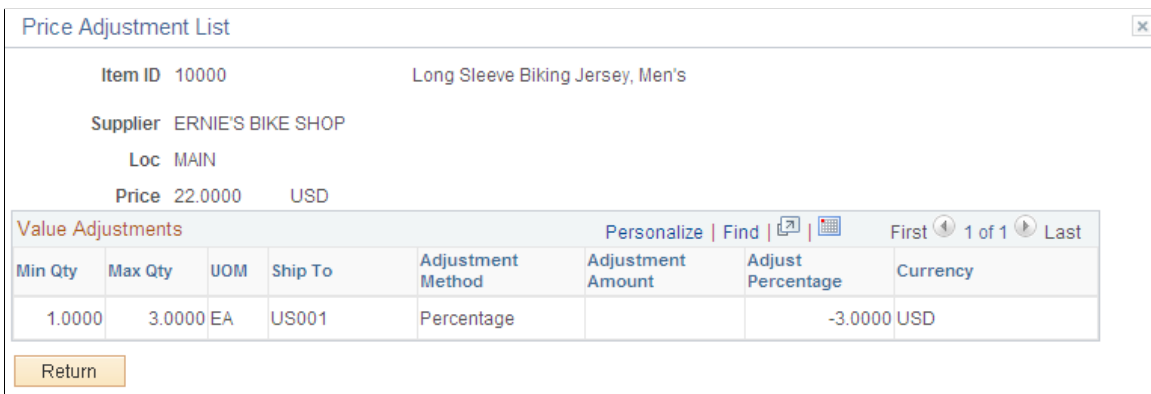 Price Adjustment List
Item ID 10000 Long Sleeve Biking Jersey, Men's
Supplier ERNIE'S BIKE SHOP
Loc MAIN
Price 22.0000 USD
Value Adjustments Personalize | Find | | First 1 of 1 Last
Min Qty Max Qty UOM Ship To Adjustment Method Adjustment Amount Adjust Percentage Currency
1.0000 3.0000 EA US001 Percentage -3.0000 USD
Return